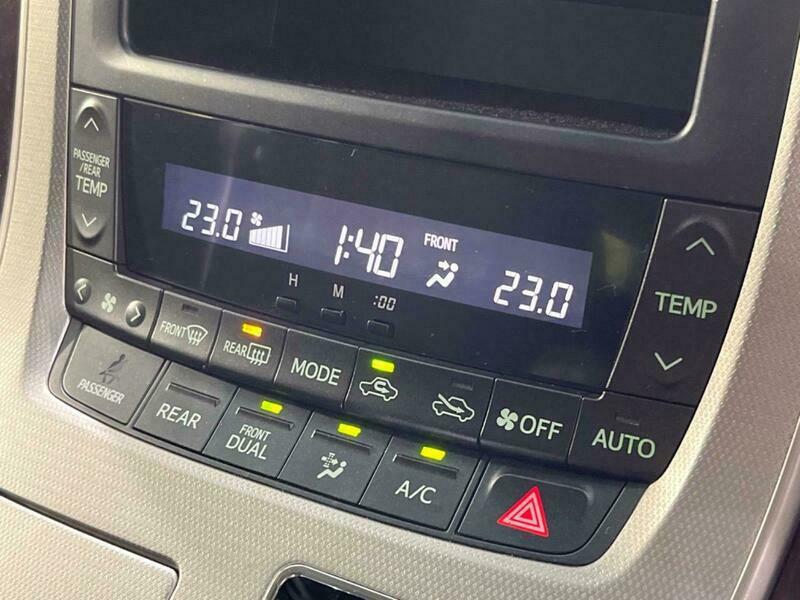 PASSENGER
/REAR
TEMP
23.0
1:40
FRONT
23.0
H
M
:00
TEMP
FRONT
REAR
MODE
OFF
AUTO
PASSENGER
REAR
FRONT
DUAL
A/C